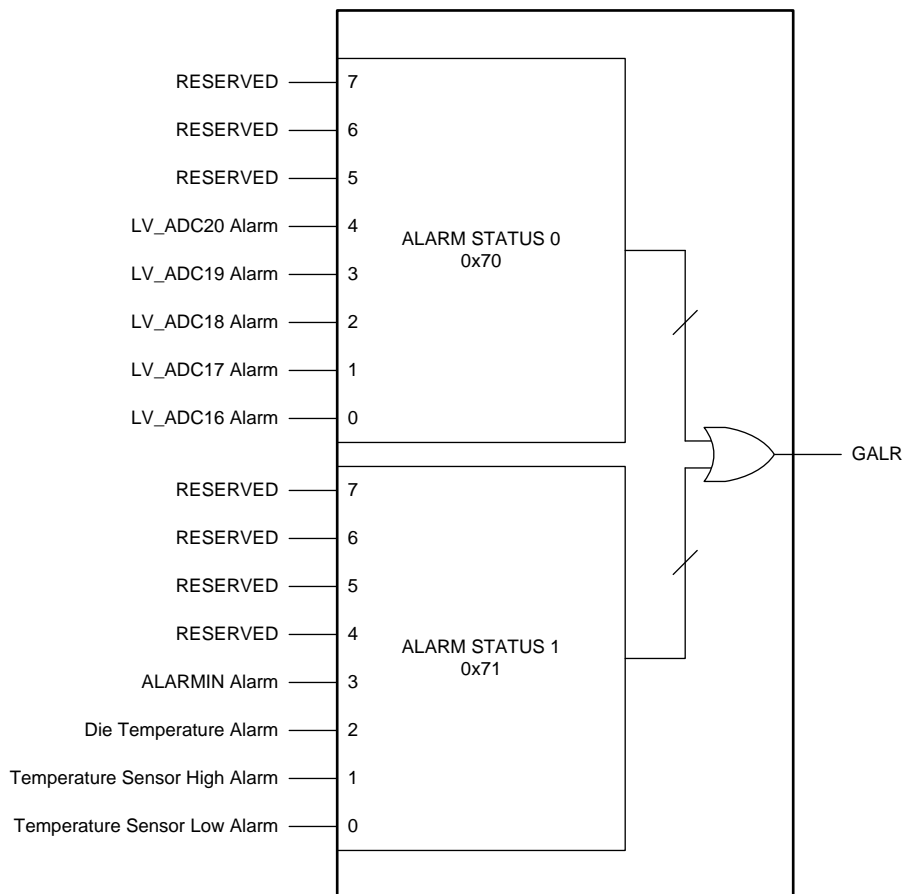 RESERVED 7
RESERVED 6
RESERVED 5
LV_ADC20 Alarm 4
ALARM STATUS 0
0x70
LV_ADC19 Alarm 3
LV_ADC18 Alarm 2
LV_ADC17 Alarm 1
LV_ADC16 Alarm 0
GALR
RESERVED 7
RESERVED 6
RESERVED 5
RESERVED 4
ALARM STATUS 1
0x71
ALARMIN Alarm 3
Die Temperature Alarm 2
Temperature Sensor High Alarm 1
Temperature Sensor Low Alarm 0